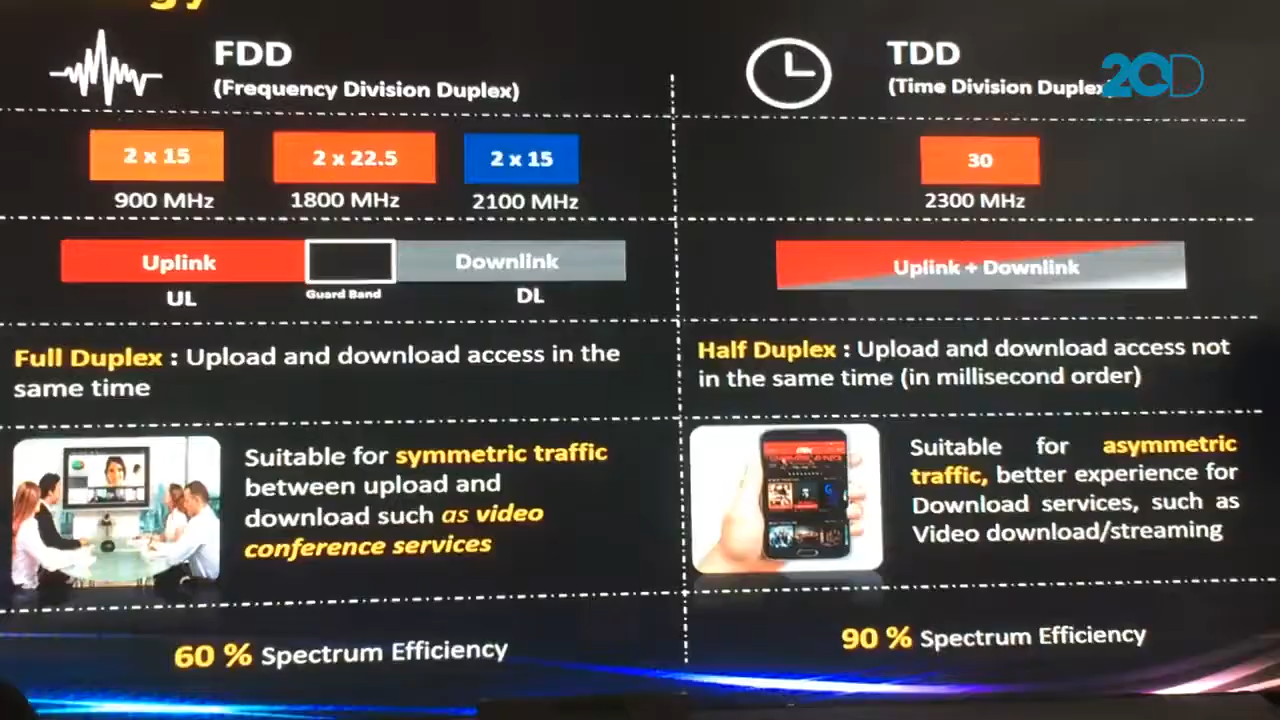 FDD
(Frequency Division Duplex)
2 x 15
900 MHz
2 x 22.5
1800 MHz
2 x 15
2100 MHz
Uplink
Downlink
UL
Guard Band
DL
Full Duplex : Upload and download access in the
same time
Suitable for symmetric traffic
between upload and
download such as video
conference services
60 % Spectrum Efficiency
TDD
(Time Division Duplex)
20D
30
2300 MHz
Uplink + Downlink
Half Duplex : Upload and download access not
in the same time (in millisecond order)
Suitable for asymmetric
traffic, better experience for
Download services, such as
Video download/streaming
90 % Spectrum Efficiency